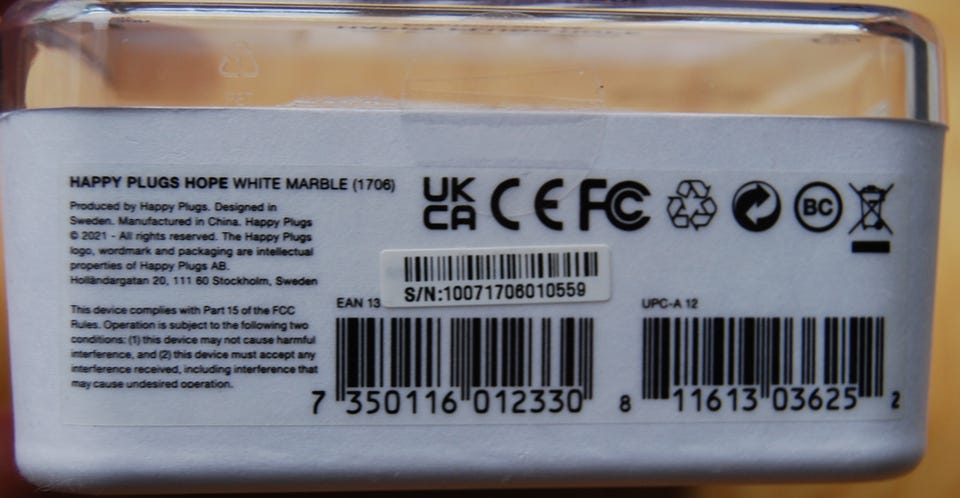 HAPPY PLUGS HOPE WHITE MARBLE (1706)
Produced by Happy Plugs. Designed in
Sweden. Manufactured in China. Happy Plugs
© 2021 - All rights reserved. The Happy Plugs
logo, wordmark and packaging are intellectual
properties of Happy Plugs AB.
Holländargatan 20, 111 60 Stockholm, Sweden
This device complies with Part 15 of the FCC
Rules. Operation is subject to the following two
conditions: (1) this device may not cause harmful
interference, and (2) this device must accept any
interference received, including interference that
may cause undesired operation.
UK
CA
CE
FC
BC
S/N:10071706010559
EAN 13
7 350116 012330
UPC-A 12
8 11613 03625 2